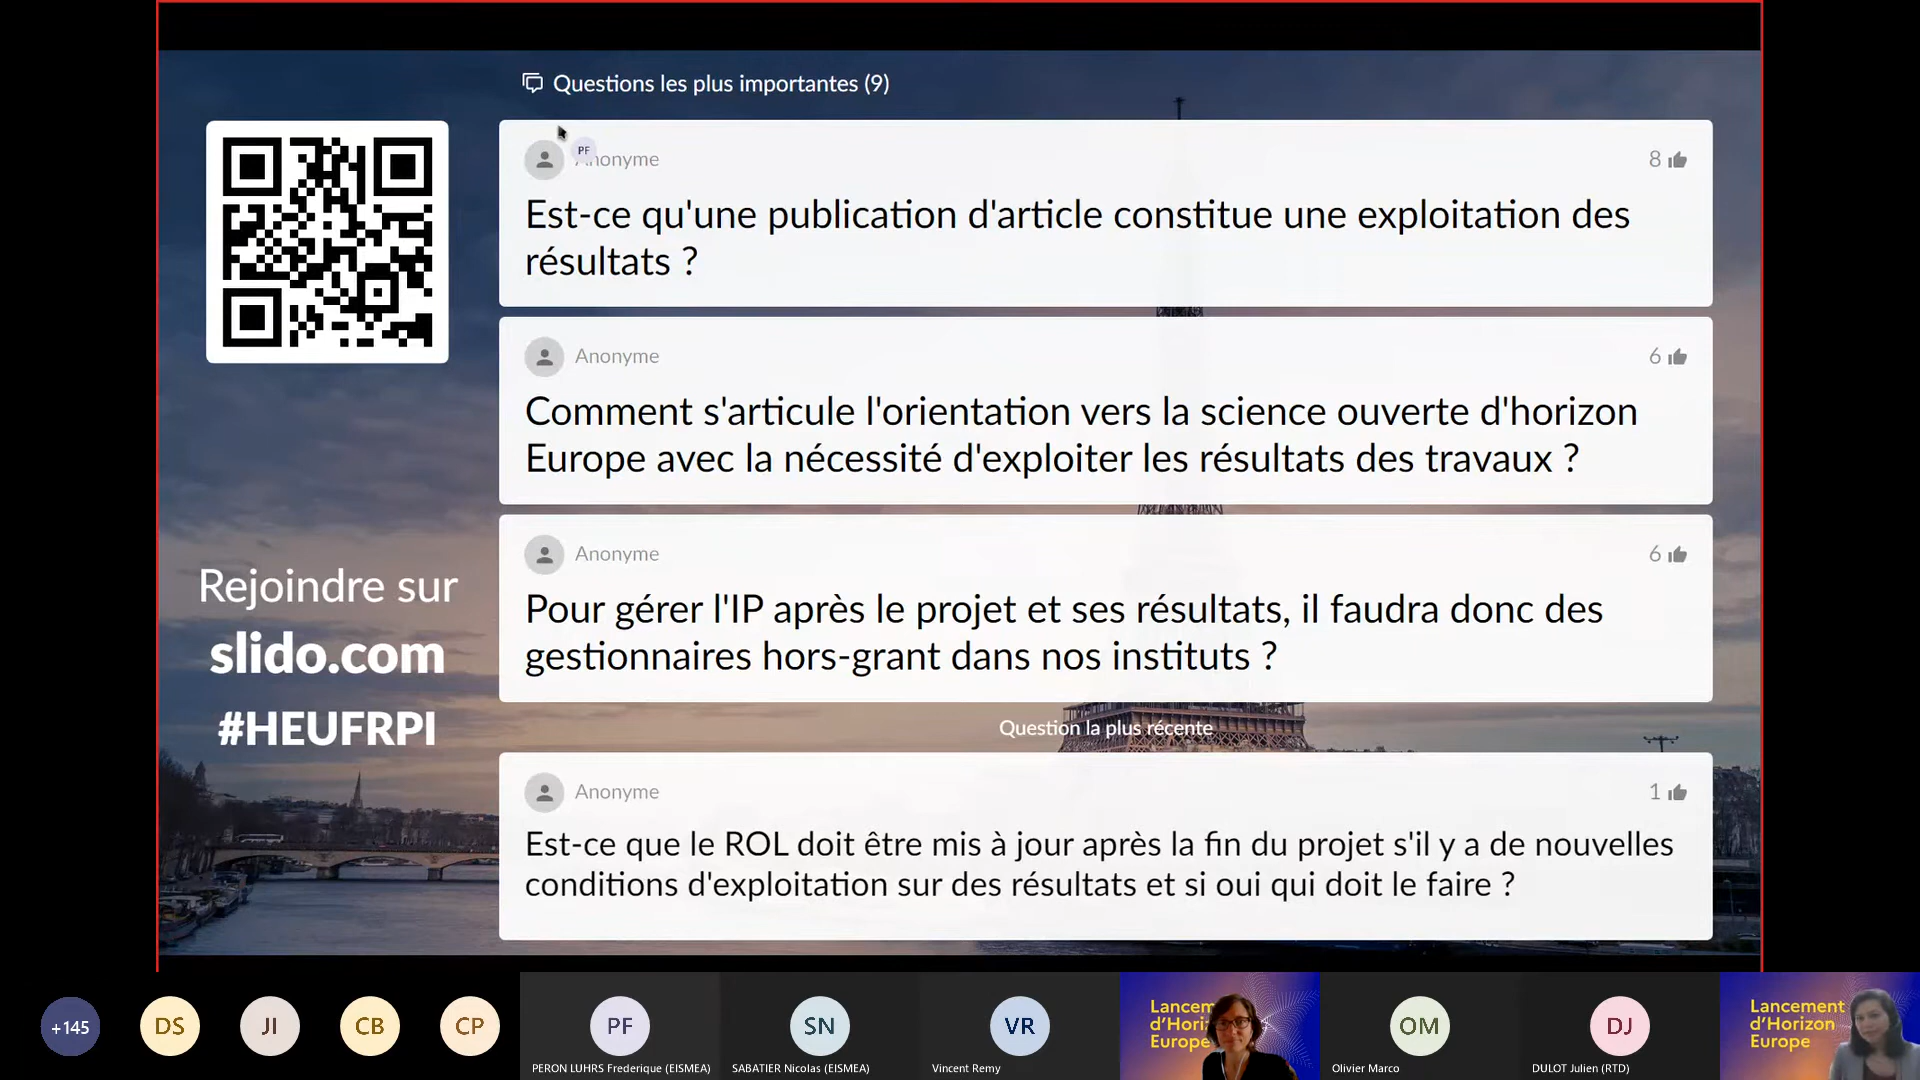 Questions les plus importantes (9)
PF
Anonyme
8
Est-ce qu'une publication d'article constitue une exploitation des
résultats ?
Anonyme
6
Comment s'articule l'orientation vers la science ouverte d'horizon
Europe avec la nécessité d'exploiter les résultats des travaux ?
Anonyme
6
Pour gérer l'IP après le projet et ses résultats, il faudra donc des
gestionnaires hors-grant dans nos instituts ?
Rejoindre sur
slido.com
#HEUFRPI
Question la plus récente
Anonyme
1
Est-ce que le ROL doit être mis à jour après la fin du projet s'il y a de nouvelles
conditions d'exploitation sur des résultats et si oui qui doit le faire ?
+145
DS
JI
CB
CP
PF
PERON LUHRS Frederique (EISMEA)
SN
SABATIER Nicolas (EISMEA)
VR
Vincent Remy
Lancem
d'Horiz
Europe
OM
Olivier Marco
DJ
DULOT Julien (RTD)
Lancement
d'Horizon
Europe